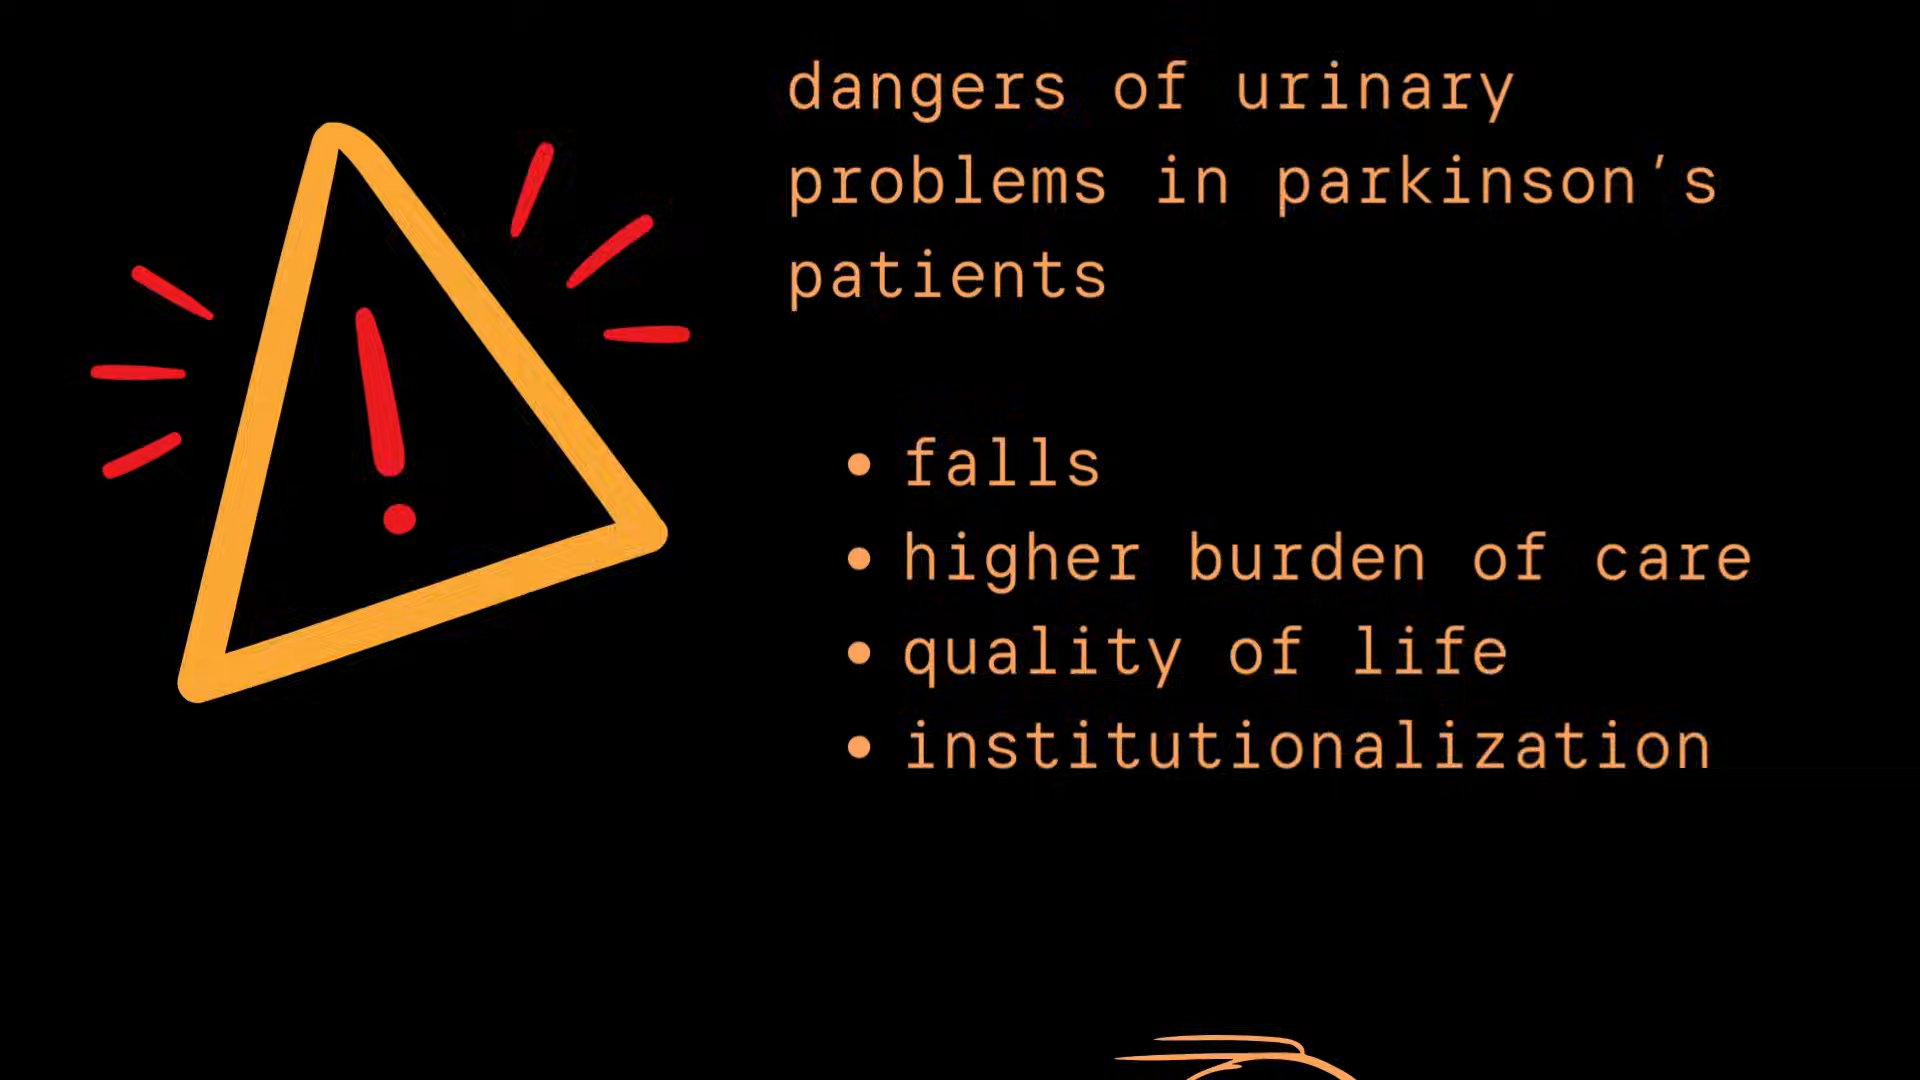 dangers of urinary
problems in parkinson's
patients
• falls
• higher burden of care
• quality of life
• institutionalization